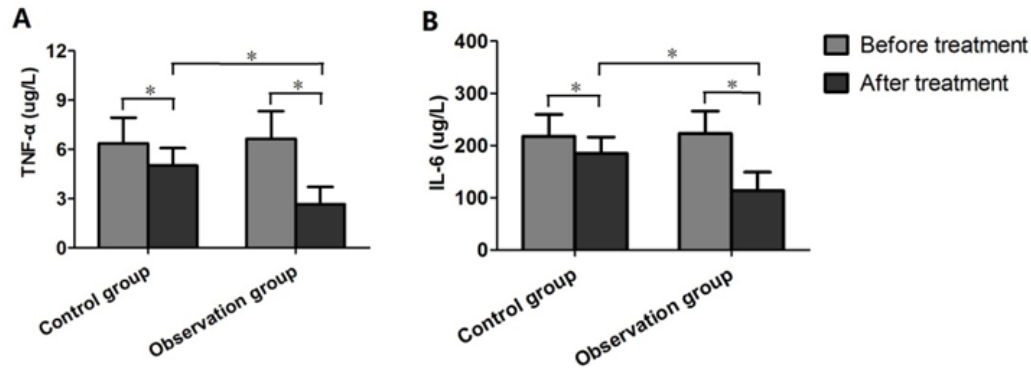 A
TNF-α (ug/L)
12
9
6
3
0
*
*
*
Control group
Observation group
B
IL-6 (ug/L)
400
300
200
100
0
*
*
*
Control group
Observation group
Before treatment
After treatment